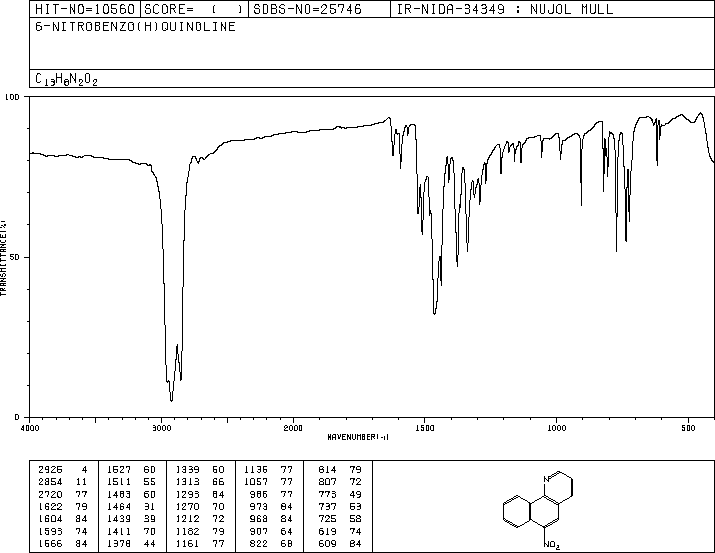 HIT-NO=10560 SCORE= ( ) SDBS-NO=25746 IR-NIDA-34349 : NUJOL MULL
6-NITROBENZO(H)QUINOLINE
C13H8N2O2
100
50
0
TRANSMITTANCE(%)
4000 3000 2000 1500 1000 500
WAVENUMBER(-1)
2925 4 1527 60 1339 50 1136 77 814 79
2854 11 1511 55 1313 66 1057 77 807 72
2720 77 1483 60 1293 64 986 77 773 49
1622 79 1464 31 1270 70 973 84 737 53
1604 84 1439 39 1212 72 968 84 725 58
1593 74 1411 70 1182 79 907 64 619 74
1566 84 1378 44 1161 77 822 68 609 84
N
NO2